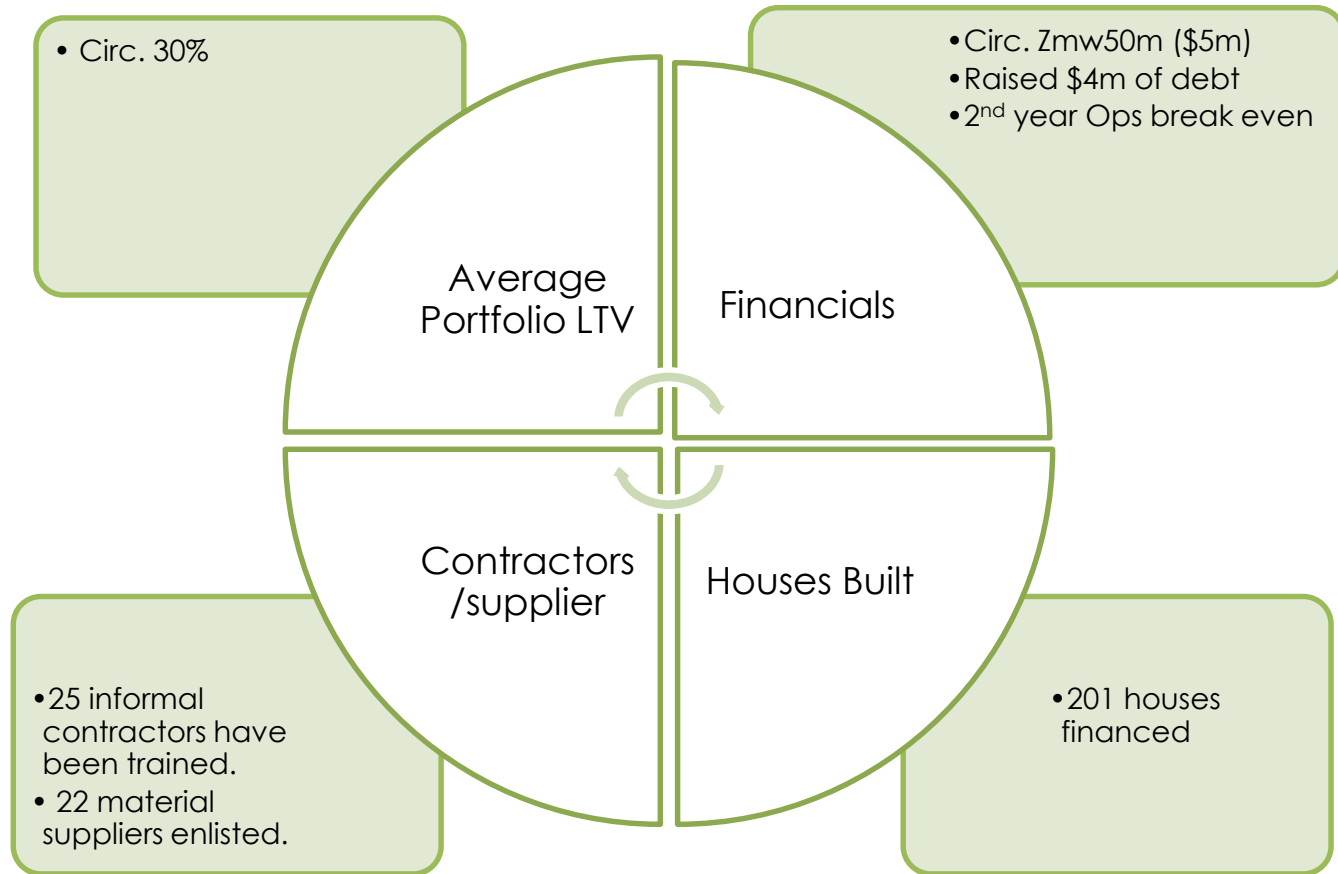 • Circ. 30%
•Circ. Zmw50m ($5m)
•Raised $4m of debt
•2nd year Ops break even
Average
Portfolio LTV
Financials
Contractors
/supplier
Houses Built
•25 informal
contractors have
been trained.
• 22 material
suppliers enlisted.
•201 houses
financed